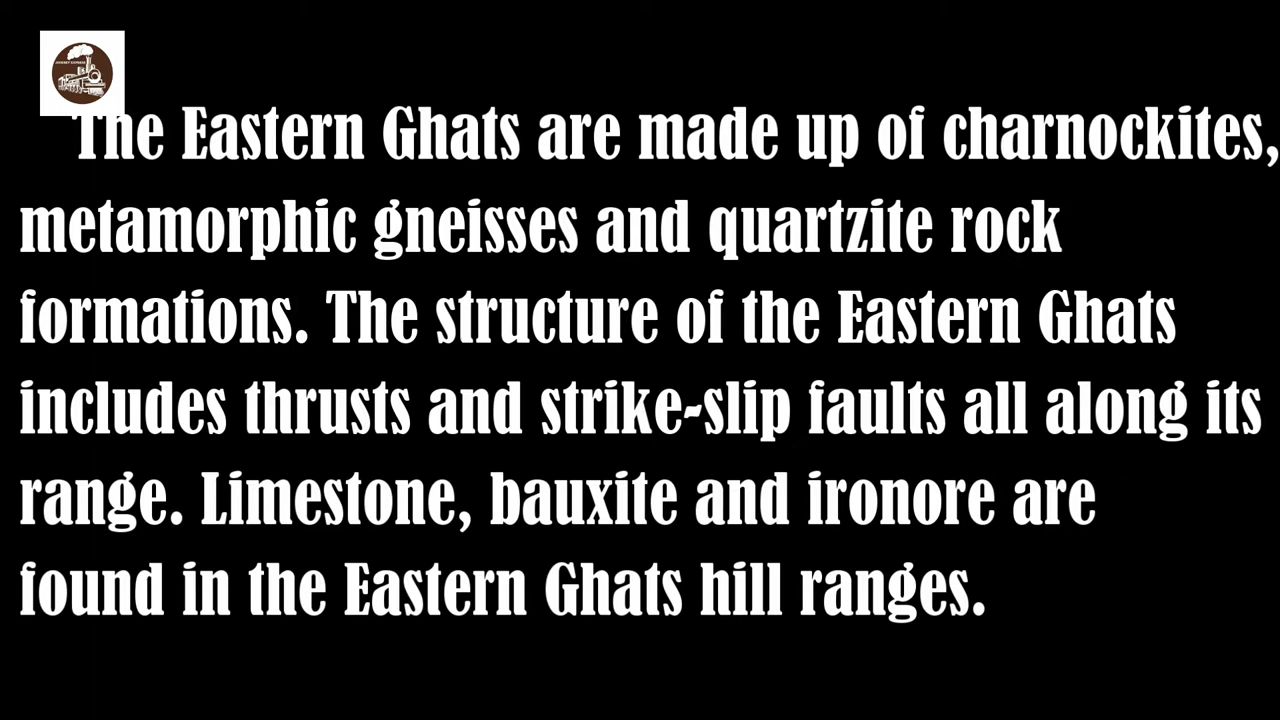 JOURNEY EXPRESS
The Eastern Ghats are made up of charnockites,
metamorphic gneisses and quartzite rock
formations. The structure of the Eastern Ghats
includes thrusts and strike-slip faults all along its
range. Limestone, bauxite and ironore are
found in the Eastern Ghats hill ranges.